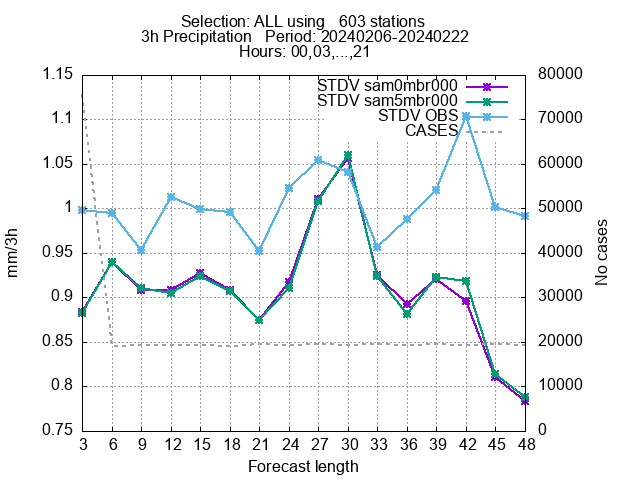 Selection: ALL using   603 stations
3h Precipitation   Period: 20240206-20240222
Hours: 00,03,...,21
STDV sam0mbr000
STDV sam5mbr000
STDV OBS
CASES
1.15
1.1
1.05
1
0.95
0.9
0.85
0.8
0.75
mm/3h
80000
70000
60000
50000
40000
30000
20000
10000
0
No cases
3 6 9 12 15 18 21 24 27 30 33 36 39 42 45 48
Forecast length